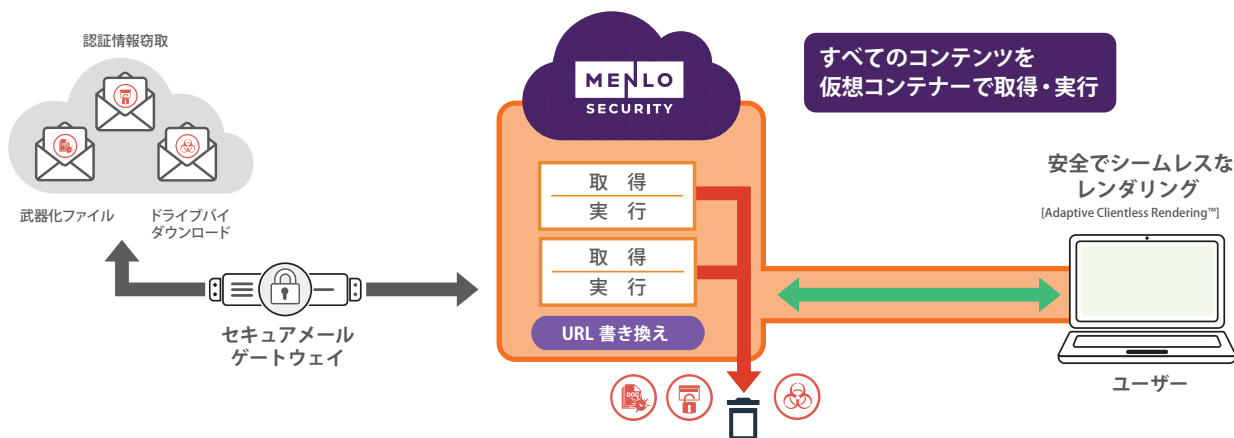 認証情報窃取
武器化ファイル
ドライブバイ
ダウンロード
セキュアメール
ゲートウェイ
MENLO
SECURITY
取 得
実 行
取 得
実 行
URL 書き換え
DOC
すべてのコンテンツを
仮想コンテナーで取得・実行
安全でシームレスな
レンダリング
[Adaptive Clientless Rendering™]
ユーザー